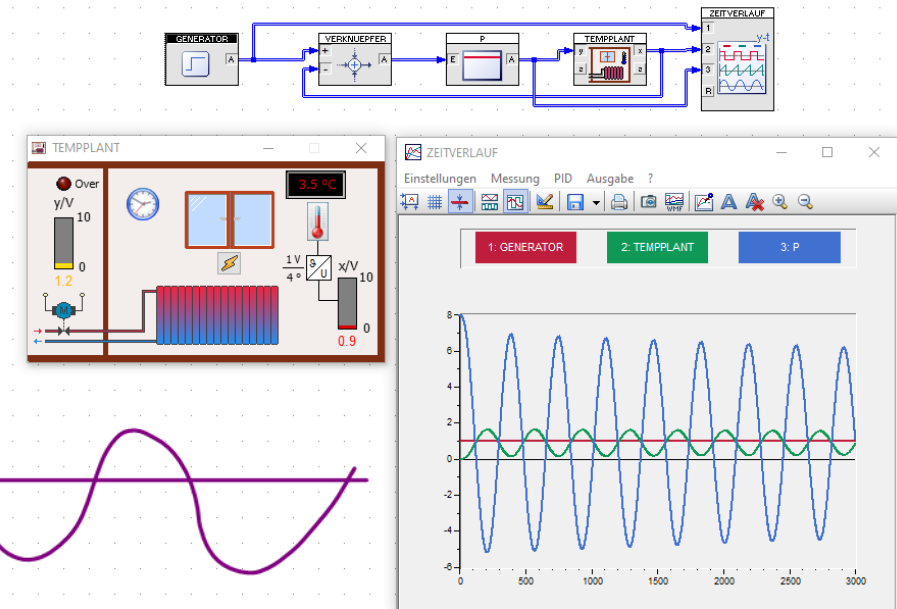 GENERATOR
A
VERKNUEPFER
+
-
A
P
E
A
TEMPPLANT
y
x
z
z
ZEITVERLAUF
1
2
3
R
y-t
TEMPPLANT
Over
y/V
10
0
1.2
M
3.5 ºC
1 V
4 º
ϑ
U
x/V
10
0
0.9
ZEITVERLAUF
Einstellungen Messung PID Ausgabe ?
WMF
1: GENERATOR 2: TEMPPLANT 3: P
8
6
4
2
0
-2
-4
-6
0 500 1000 1500 2000 2500 3000